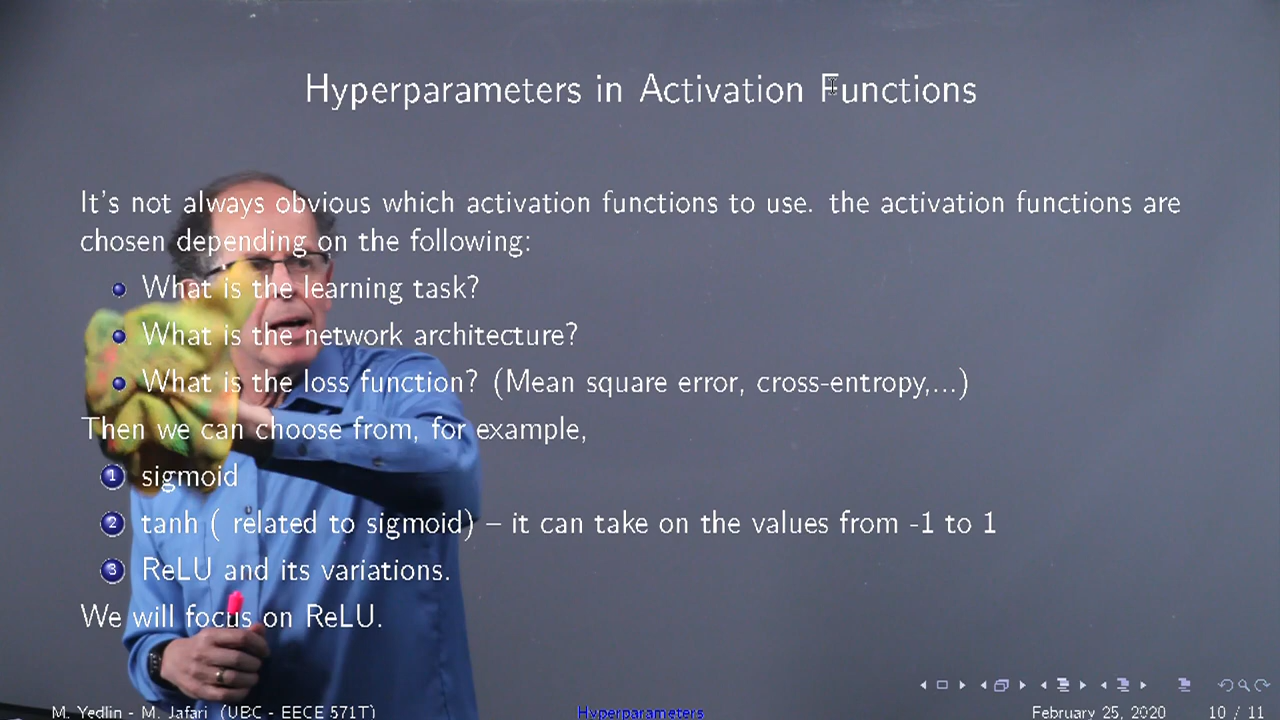 Hyperparameters in Activation Functions
It's not always obvious which activation functions to use. the activation functions are
chosen depending on the following:
What is the learning task?
What is the network architecture?
What is the loss function? (Mean square error, cross-entropy,...)
Then we can choose from, for example,
1 sigmoid
2 tanh ( related to sigmoid) – it can take on the values from -1 to 1
3 ReLU and its variations.
We will focus on ReLU.
M. Yedlin - M. Jafari (UBC - EECE 571T) Hyperparameters February 25, 2020 10 / 11